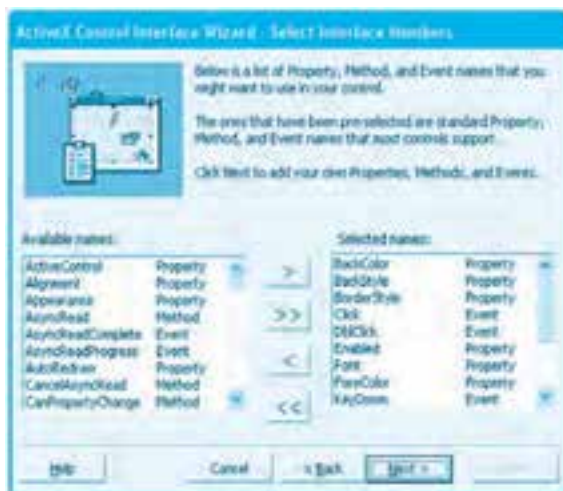 ActiveX Control Interface Wizard - Select Interface Members
Below is a list of Property, Method, and Event names that you
might want to use in your control.
The ones that have been pre-selected are standard Property,
Method, and Event names that most controls support.
Click Next to add your own Properties, Methods, and Events.
Available names:
ActiveControl Property
Alignment Property
Appearance Property
AsyncRead Method
AsyncReadComplete Event
AsyncReadProgress Event
AutoRedraw Property
CancelAsyncRead Method
CanPropertyChange Method
>
>>
<
<<
Selected names:
BackColor Property
BackStyle Property
BorderStyle Property
Click Event
DblClick Event
Enabled Property
Font Property
ForeColor Property
KeyDown Event
Help Cancel < Back Next >